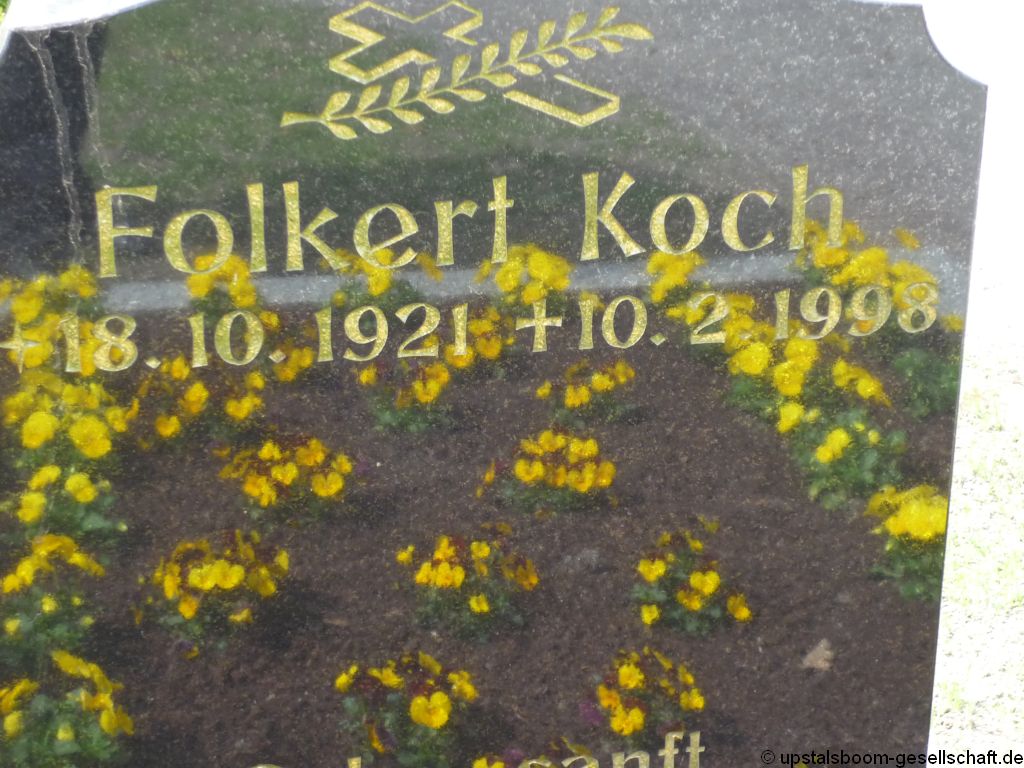 Folkert Koch
+18.10.1921 +10.2.1998
sanft
© upstalsboom-gesellschaft.de